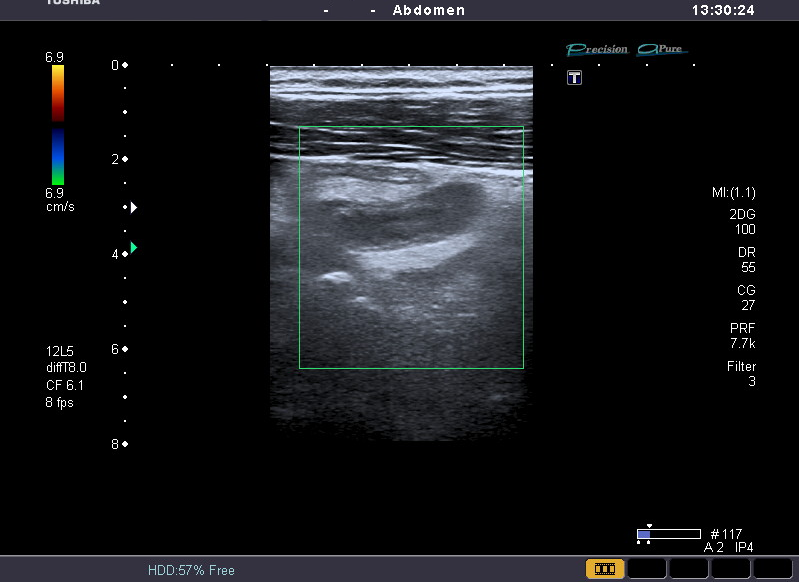 TOSHIBA
- - Abdomen 13:30:24
Precision APure
T
6.9
6.9
cm/s
0
2
4
6
8
MI:(1.1)
2DG
100
DR
55
CG
27
PRF
7.7k
Filter
3
12L5
diffT8.0
CF 6.1
8 fps
#117
A 2 IP4
HDD:57% Free